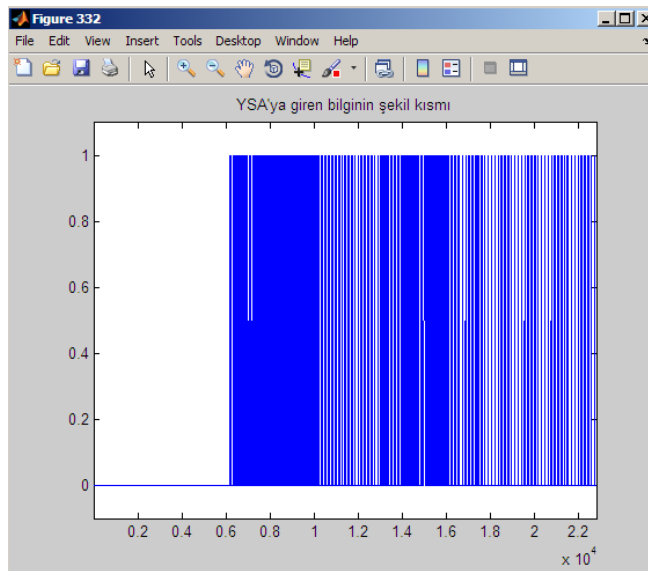 Figure 332
File Edit View Insert Tools Desktop Window Help
YSA'ya giren bilginin şekil kısmı
1
0.8
0.6
0.4
0.2
0
0.2 0.4 0.6 0.8 1 1.2 1.4 1.6 1.8 2 2.2
x 10^4